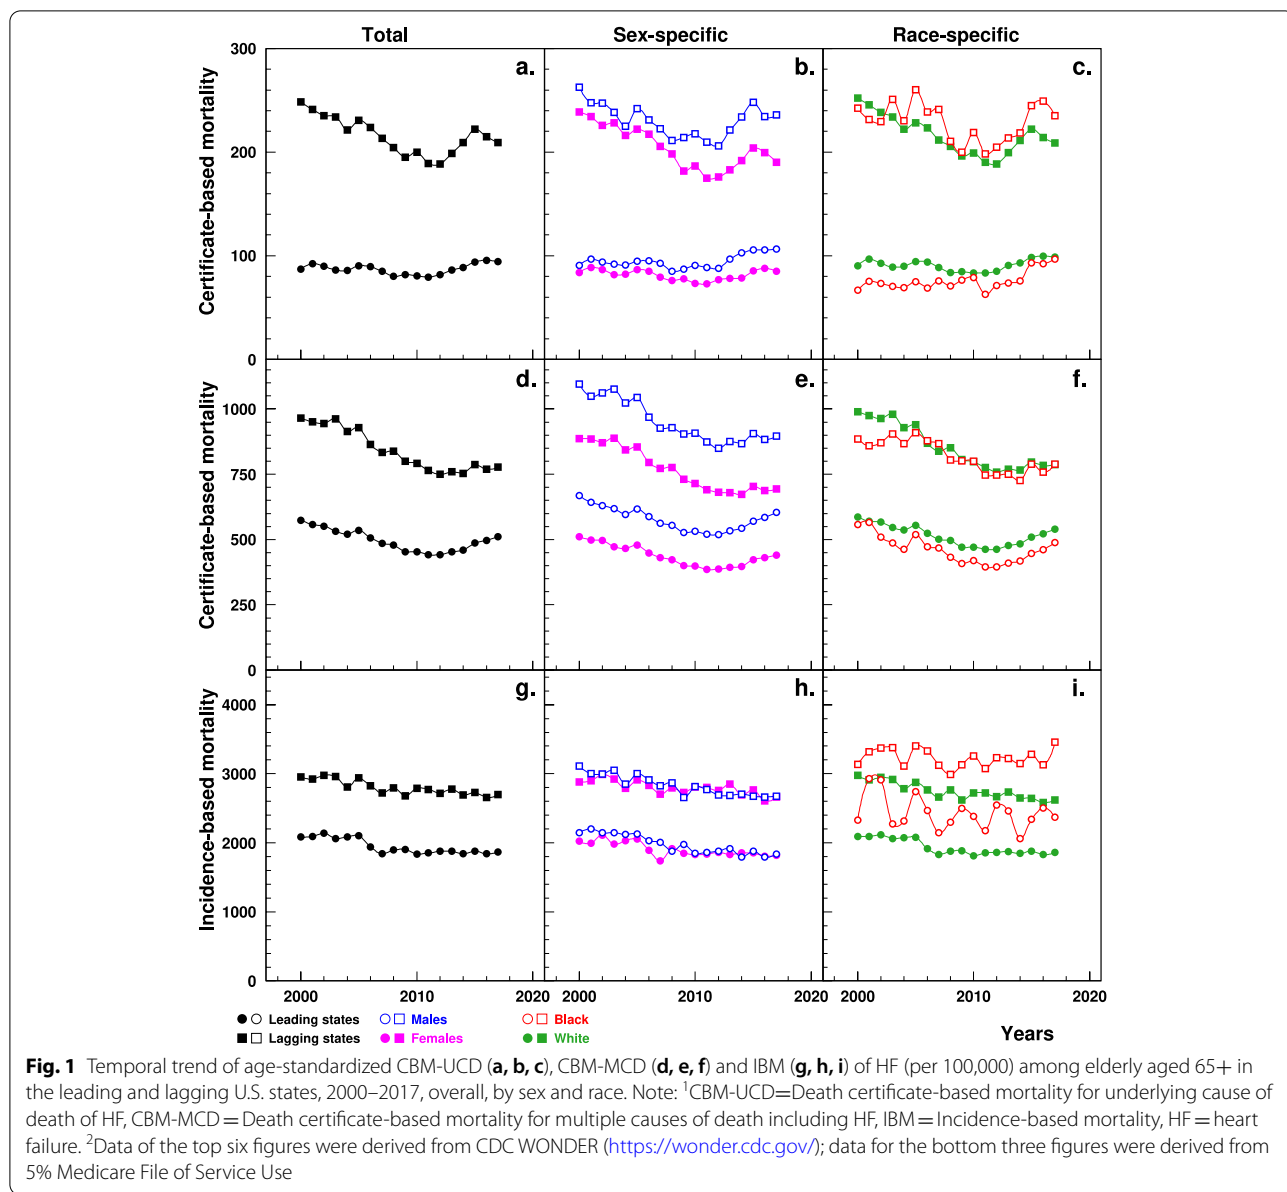 Total Sex-specific Race-specific
Certificate-based mortality
300
200
100
0
a. b. c.
Certificate-based mortality
1000
750
500
250
0
d. e. f.
Incidence-based mortality
4000
3000
2000
1000
0
g. h. i.
2000 2010 2020 2000 2010 2020 2000 2010 2020
Leading states Males Black
Lagging states Females White
Years
Fig. 1 Temporal trend of age-standardized CBM-UCD (a, b, c), CBM-MCD (d, e, f) and IBM (g, h, i) of HF (per 100,000) among elderly aged 65+ in
the leading and lagging U.S. states, 2000–2017, overall, by sex and race. Note: ¹CBM-UCD=Death certificate-based mortality for underlying cause of
death of HF, CBM-MCD = Death certificate-based mortality for multiple causes of death including HF, IBM = Incidence-based mortality, HF = heart
failure. ²Data of the top six figures were derived from CDC WONDER (https://wonder.cdc.gov/); data for the bottom three figures were derived from
5% Medicare File of Service Use